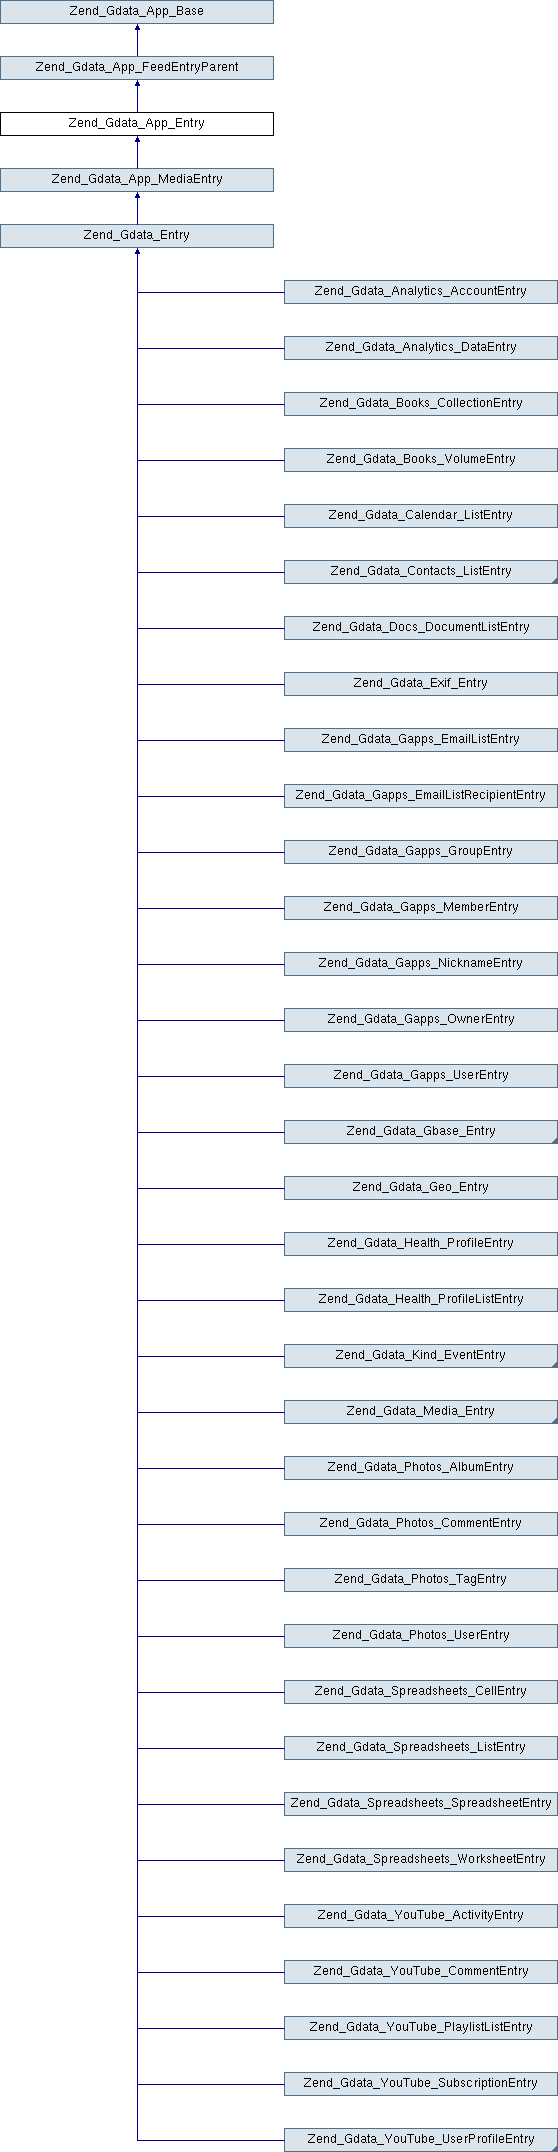 Zend_Gdata_App_Base
Zend_Gdata_App_FeedEntryParent
Zend_Gdata_App_Entry
Zend_Gdata_App_MediaEntry
Zend_Gdata_Entry
Zend_Gdata_Analytics_AccountEntry
Zend_Gdata_Analytics_DataEntry
Zend_Gdata_Books_CollectionEntry
Zend_Gdata_Books_VolumeEntry
Zend_Gdata_Calendar_ListEntry
Zend_Gdata_Contacts_ListEntry
Zend_Gdata_Docs_DocumentListEntry
Zend_Gdata_Exif_Entry
Zend_Gdata_Gapps_EmailListEntry
Zend_Gdata_Gapps_EmailListRecipientEntry
Zend_Gdata_Gapps_GroupEntry
Zend_Gdata_Gapps_MemberEntry
Zend_Gdata_Gapps_NicknameEntry
Zend_Gdata_Gapps_OwnerEntry
Zend_Gdata_Gapps_UserEntry
Zend_Gdata_Gbase_Entry
Zend_Gdata_Geo_Entry
Zend_Gdata_Health_ProfileEntry
Zend_Gdata_Health_ProfileListEntry
Zend_Gdata_Kind_EventEntry
Zend_Gdata_Media_Entry
Zend_Gdata_Photos_AlbumEntry
Zend_Gdata_Photos_CommentEntry
Zend_Gdata_Photos_TagEntry
Zend_Gdata_Photos_UserEntry
Zend_Gdata_Spreadsheets_CellEntry
Zend_Gdata_Spreadsheets_ListEntry
Zend_Gdata_Spreadsheets_SpreadsheetEntry
Zend_Gdata_Spreadsheets_WorksheetEntry
Zend_Gdata_YouTube_ActivityEntry
Zend_Gdata_YouTube_CommentEntry
Zend_Gdata_YouTube_PlaylistListEntry
Zend_Gdata_YouTube_SubscriptionEntry
Zend_Gdata_YouTube_UserProfileEntry